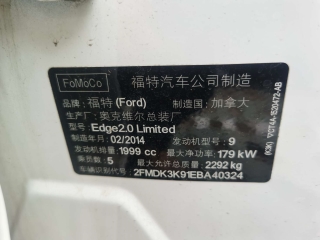 FoMoCo
福特汽车公司制造
品牌：福特 (Ford) 制造国：加拿大
生产厂：奥克维尔总装厂
型号 Edge2.0 Limited
制造年月 02/2014 发动机型号：9
发动机排量：1999 cc 最大净功率：179 kW
乘员数：5 最大允许总质量：2292 kg
车辆识别代号 2FMDK3K91EBA40324
(K3K)